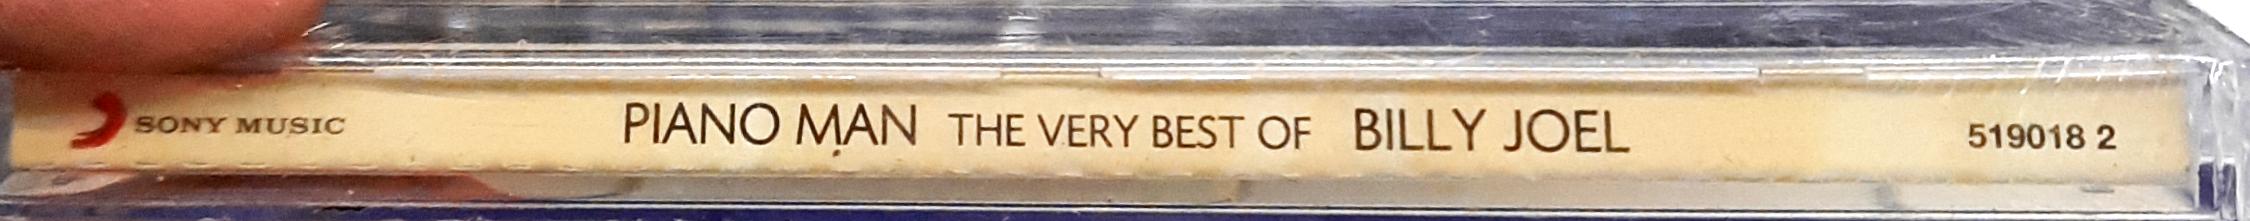 SONY MUSIC PIANO MAN THE VERY BEST OF BILLY JOEL 519018 2